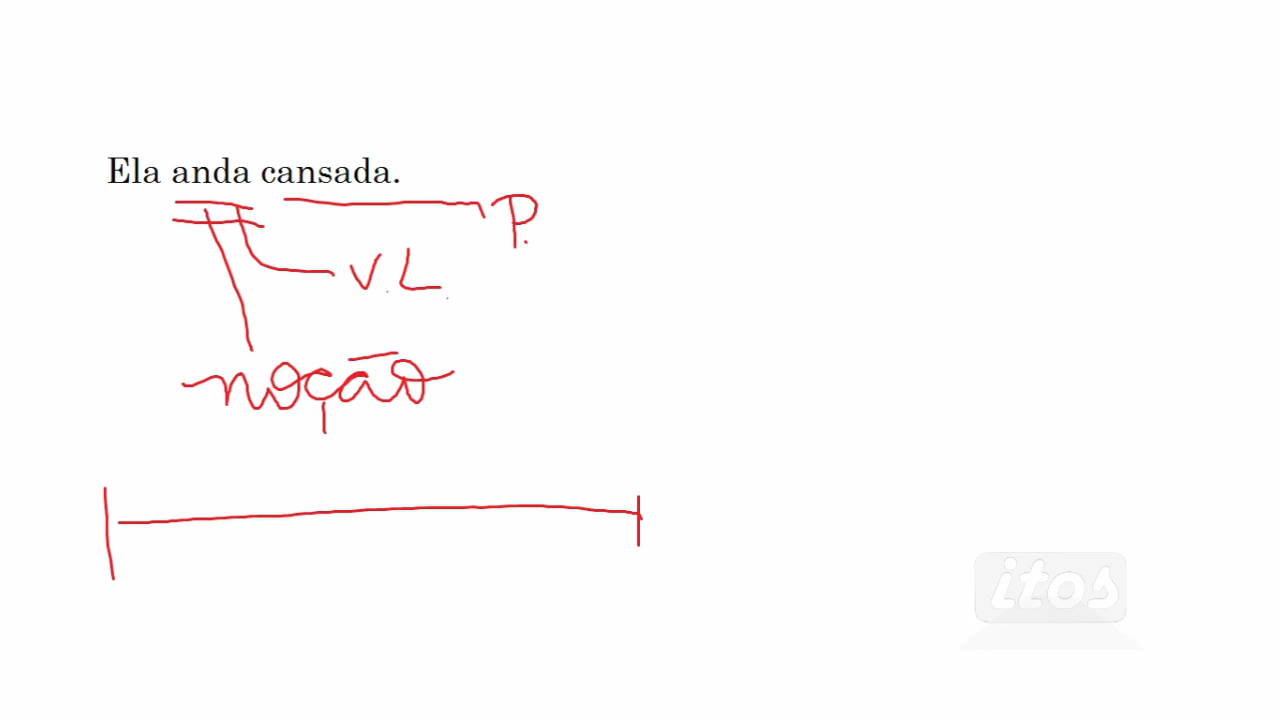 Ela anda cansada.
P.
V.L.
noção
itos